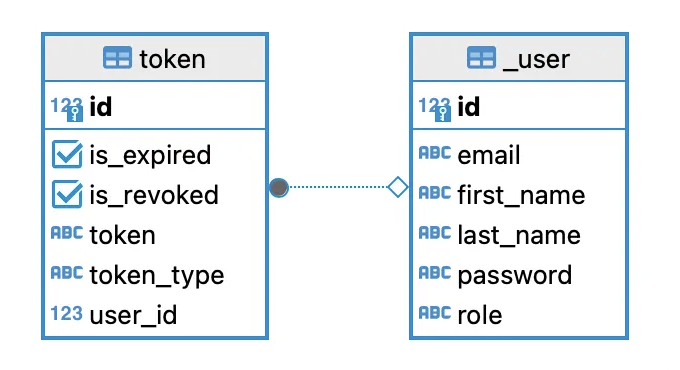 token
123 id
is_expired
is_revoked
ABC token
ABC token_type
123 user_id
_user
123 id
ABC email
ABC first_name
ABC last_name
ABC password
ABC role